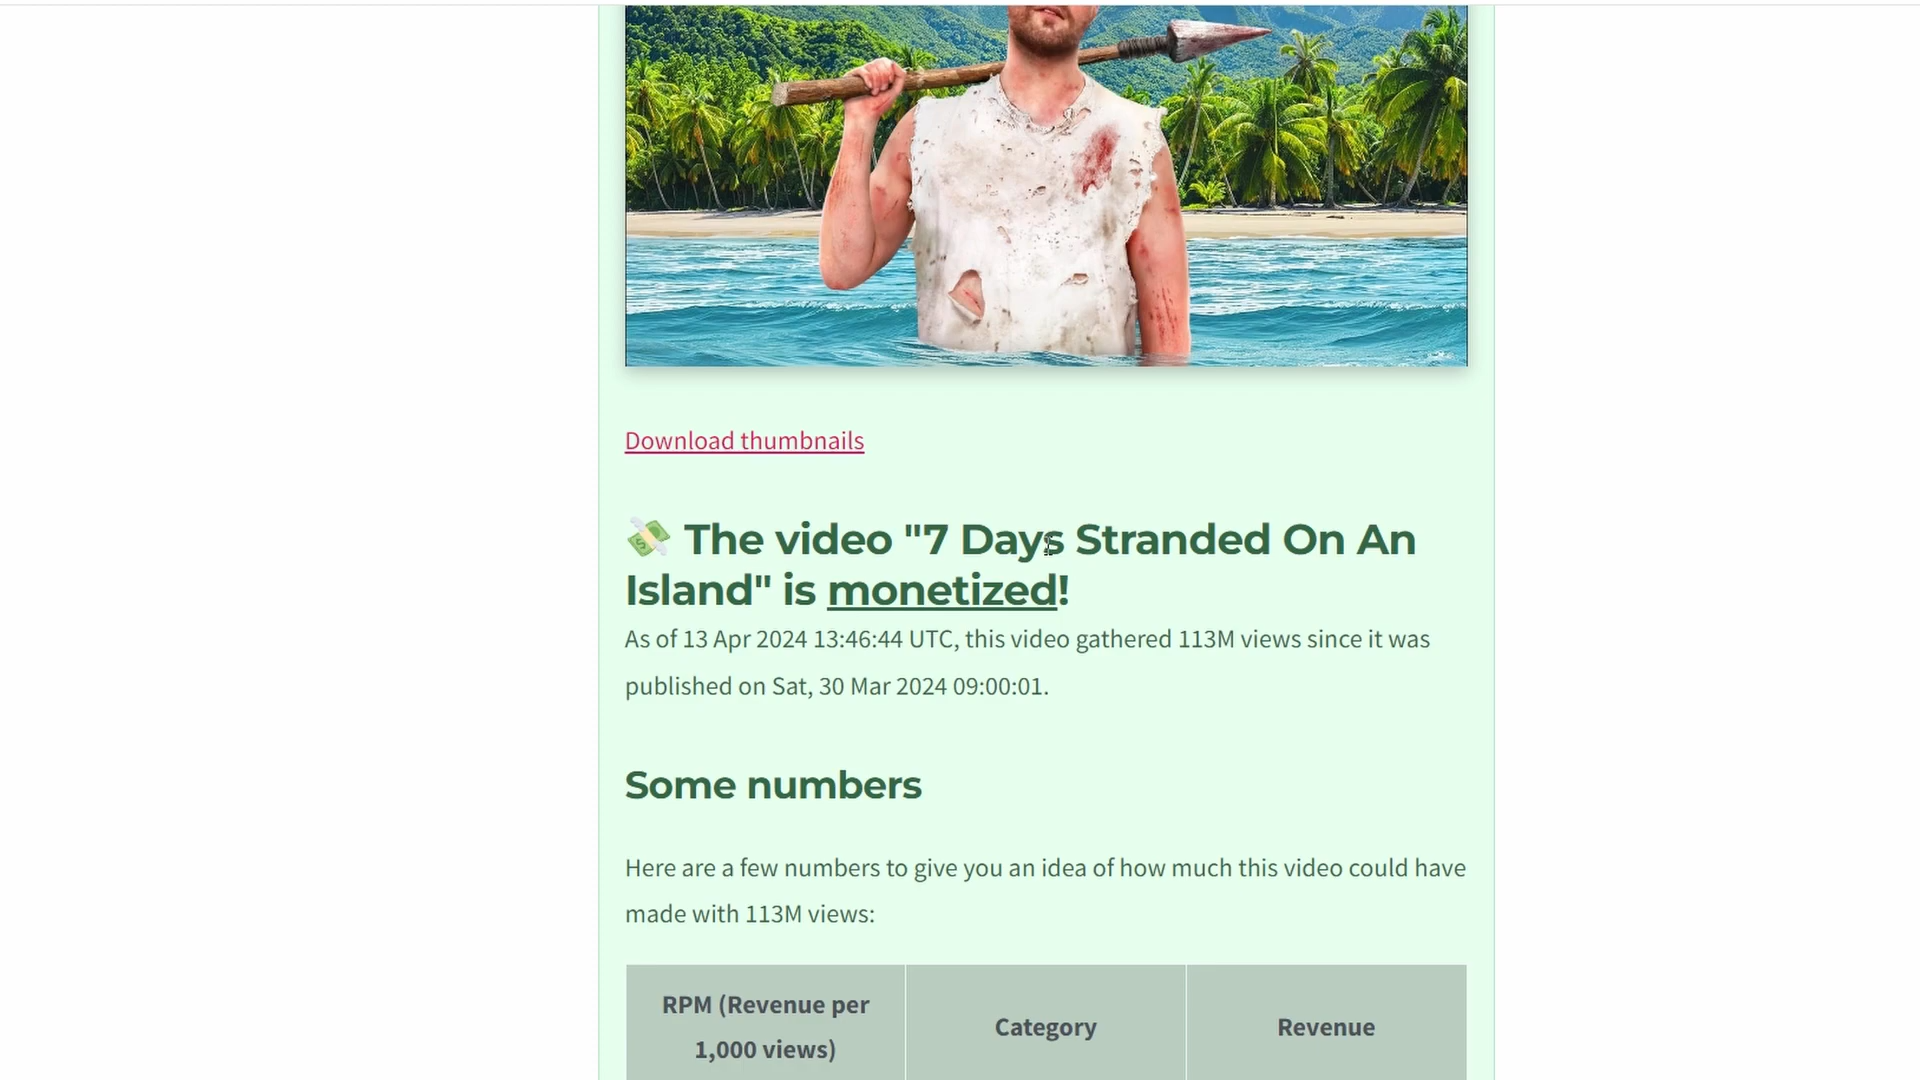 Download thumbnails
💸 The video "7 Days Stranded On An
Island" is monetized!
As of 13 Apr 2024 13:46:44 UTC, this video gathered 113M views since it was
published on Sat, 30 Mar 2024 09:00:01.
Some numbers
Here are a few numbers to give you an idea of how much this video could have
made with 113M views:
RPM (Revenue per
1,000 views)
Category
Revenue